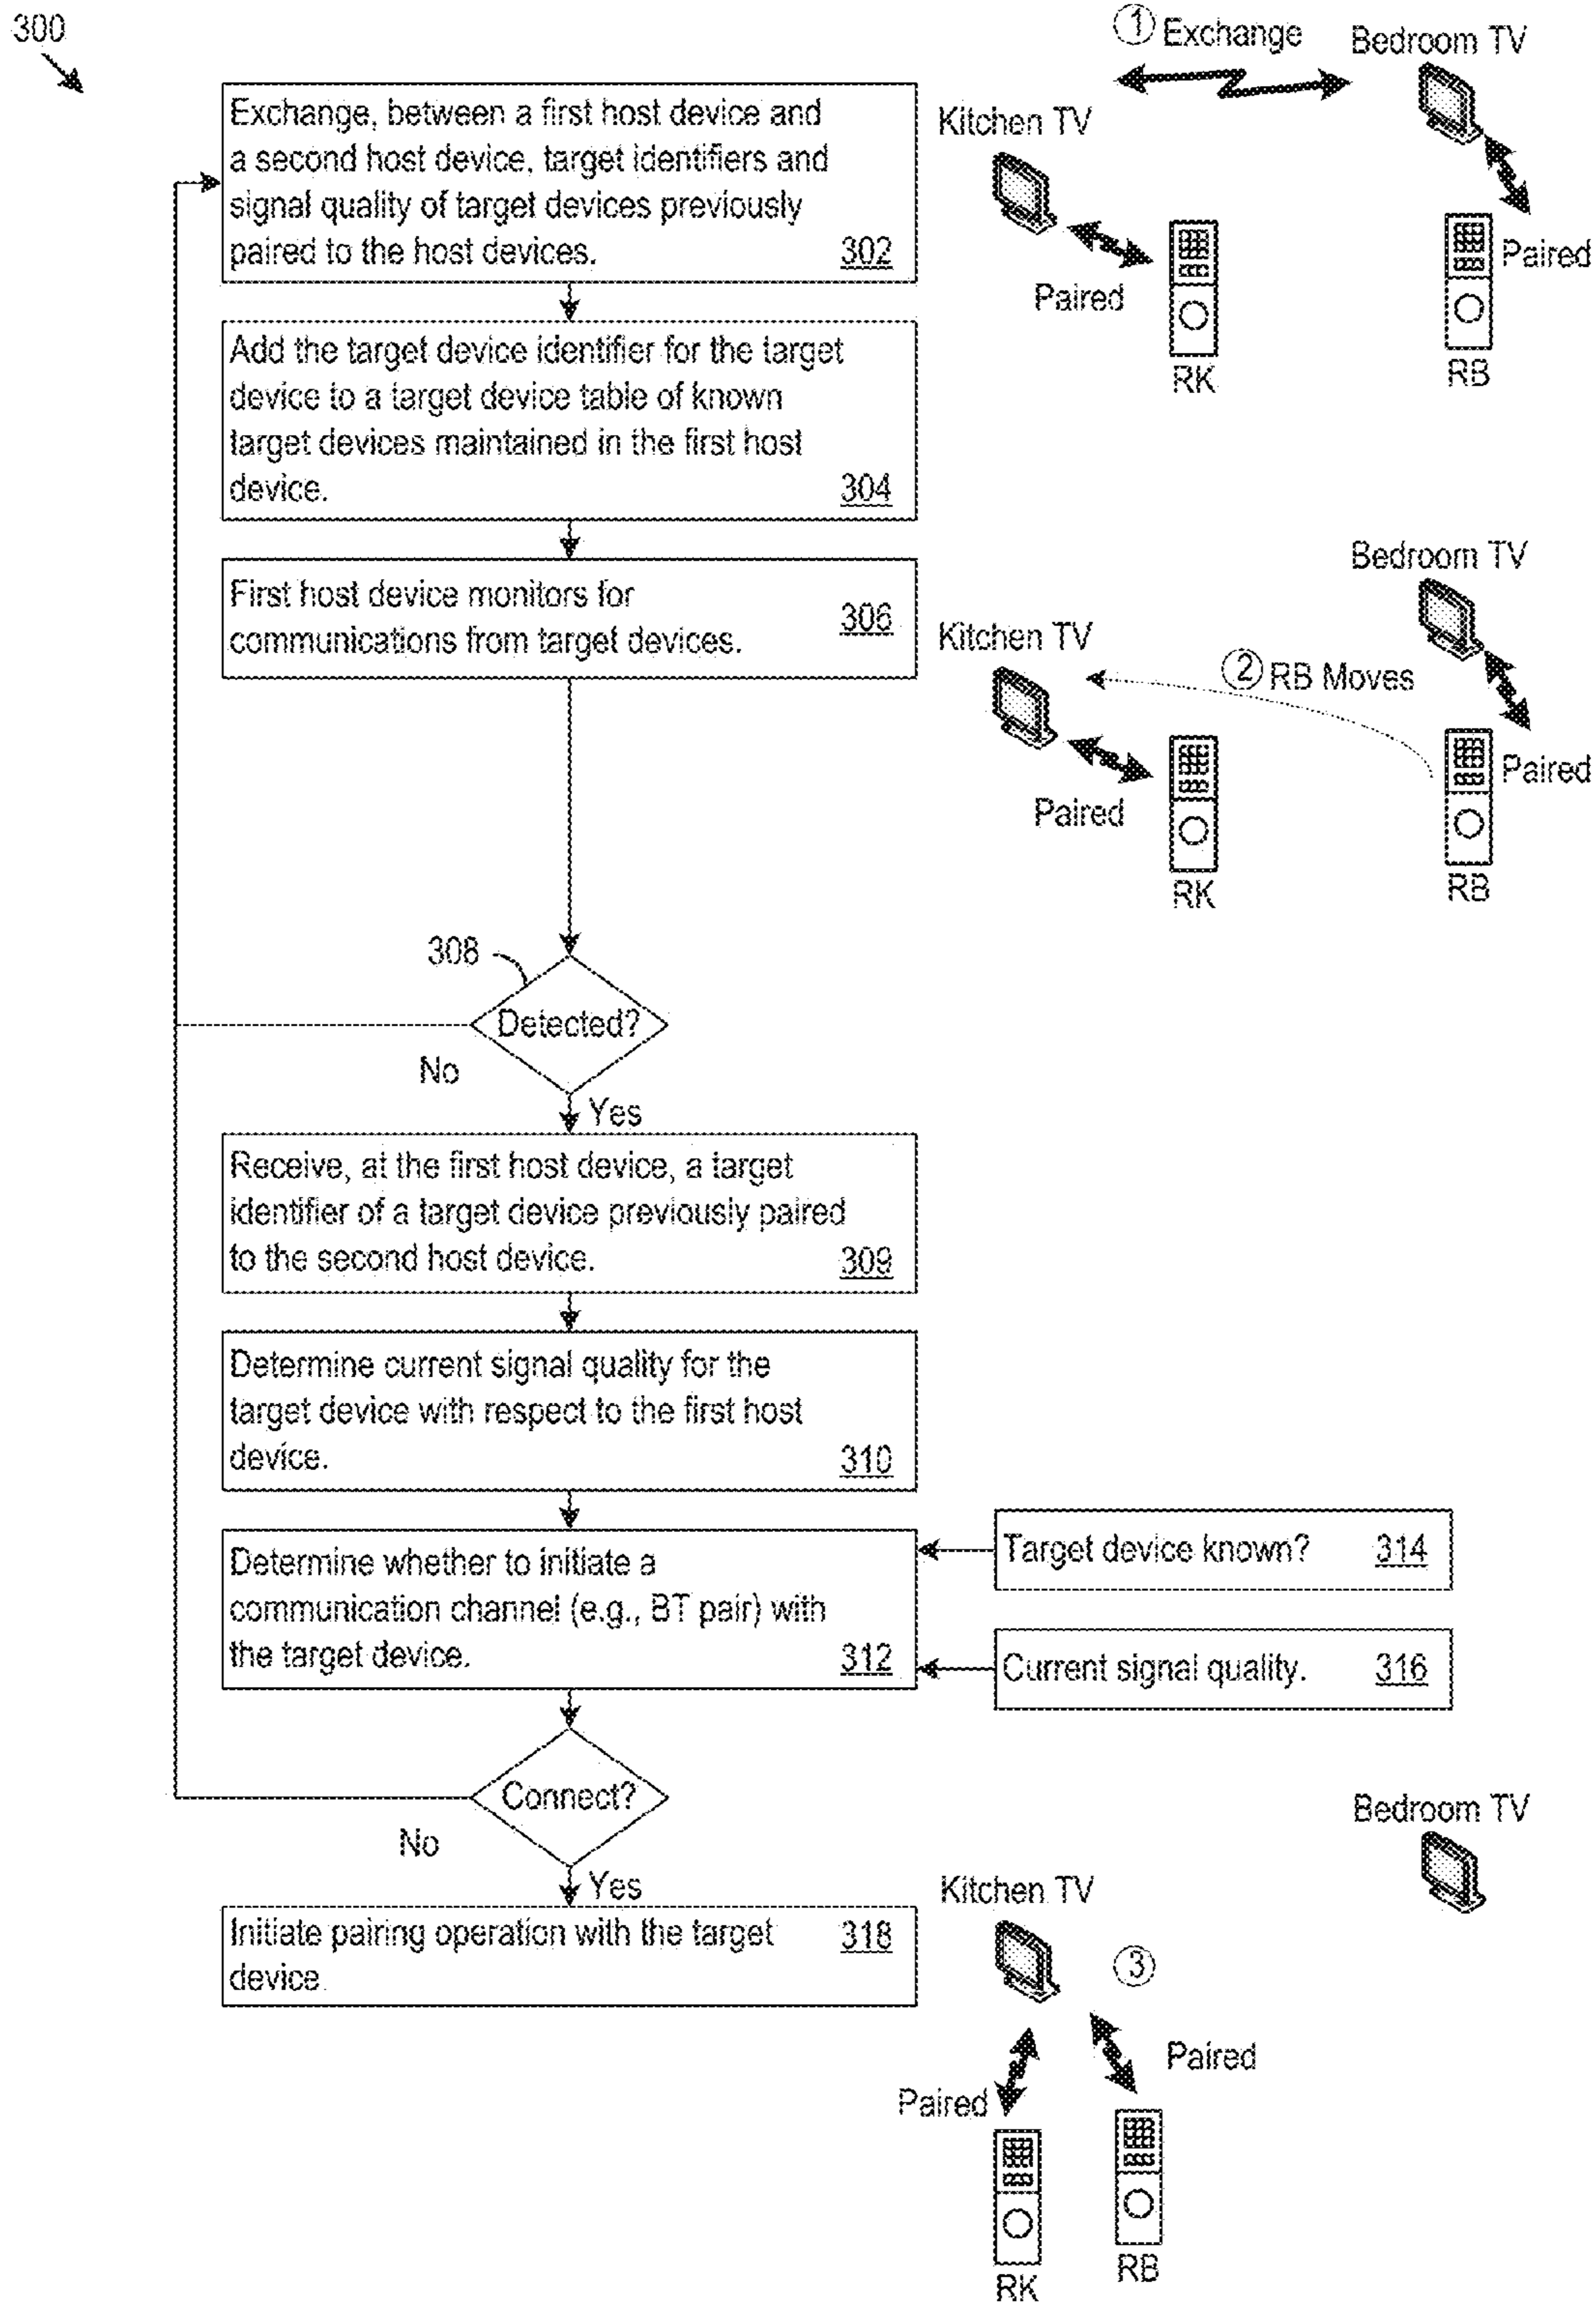 300
① Exchange
Bedroom TV
Exchange, between a first host device and
a second host device, target identifiers and
signal quality of target devices previously
paired to the host devices. 302
Kitchen TV
Paired
Paired
RK
RB
Add the target device identifier for the target
device to a target device table of known
target devices maintained in the first host
device. 304
First host device monitors for
communications from target devices. 306
Bedroom TV
Kitchen TV
② RB Moves
Paired
Paired
RK
RB
308
Detected?
No
Yes
Receive, at the first host device, a target
identifier of a target device previously paired
to the second host device. 309
Determine current signal quality for the
target device with respect to the first host
device. 310
Determine whether to initiate a
communication channel (e.g., BT pair) with
the target device. 312
Target device known? 314
Current signal quality. 316
Connect?
No
Yes
Initiate pairing operation with the target 318
device.
Bedroom TV
Kitchen TV
③
Paired
Paired
RK
RB